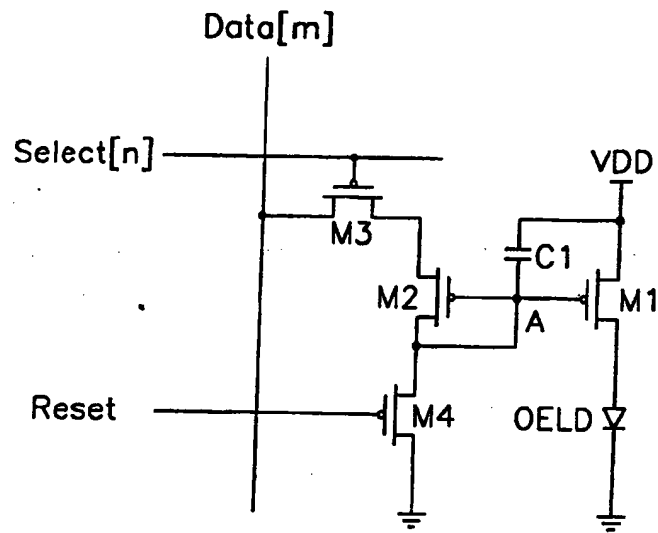 Data[m]
Select[n]
VDD
M3
C1
M2
M1
A
Reset
M4
OELD